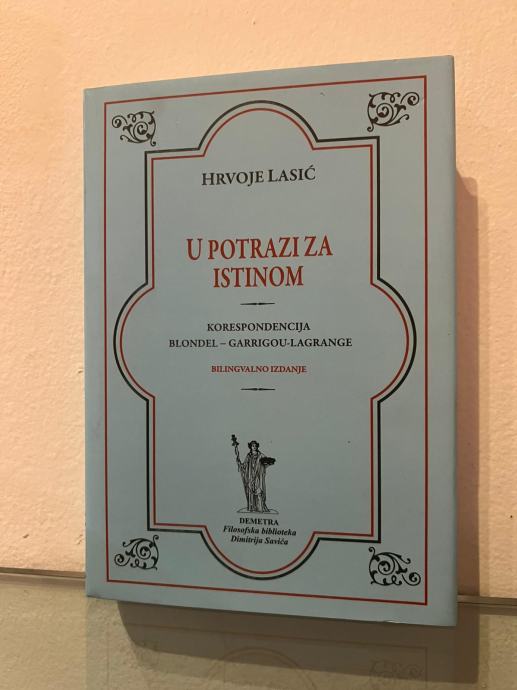 HRVOJE LASIĆ
U POTRAZI ZA
ISTINOM
KORESPONDENCIJA
BLONDEL – GARRIGOU-LAGRANGE
BILINGVALNO IZDANJE
DEMETRA
Filosofska biblioteka
Dimitrija Savića